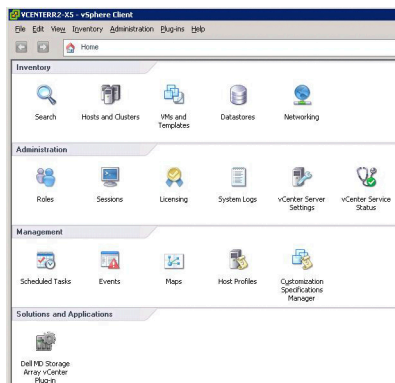 VCENTERR2-X5 - vSphere Client
File Edit View Inventory Administration Plug-ins Help
Home
Inventory
Search
Hosts and Clusters
VMs and
Templates
Datastores
Networking
Administration
Roles
Sessions
Licensing
System Logs
vCenter Server
Settings
vCenter Service
Status
Management
Scheduled Tasks
Events
Maps
Host Profiles
Customization
Specifications
Manager
Solutions and Applications
Dell MD Storage
Array vCenter
Plug-in